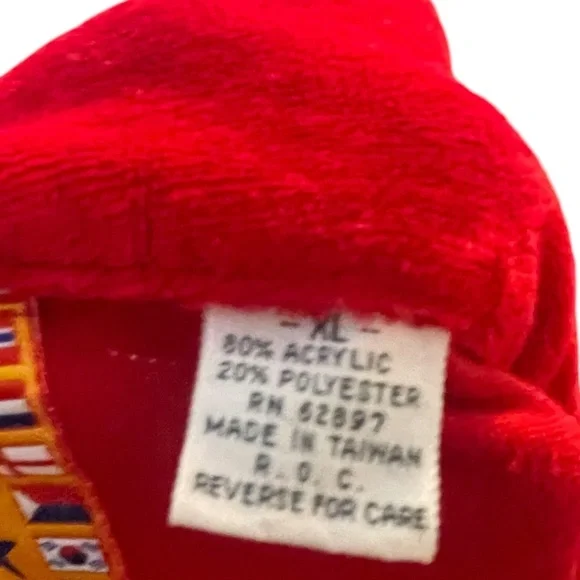 - XL -
80% ACRYLIC
20% POLYESTER
RN 62897
MADE IN TAIWAN
R. O. C.
REVERSE FOR CARE